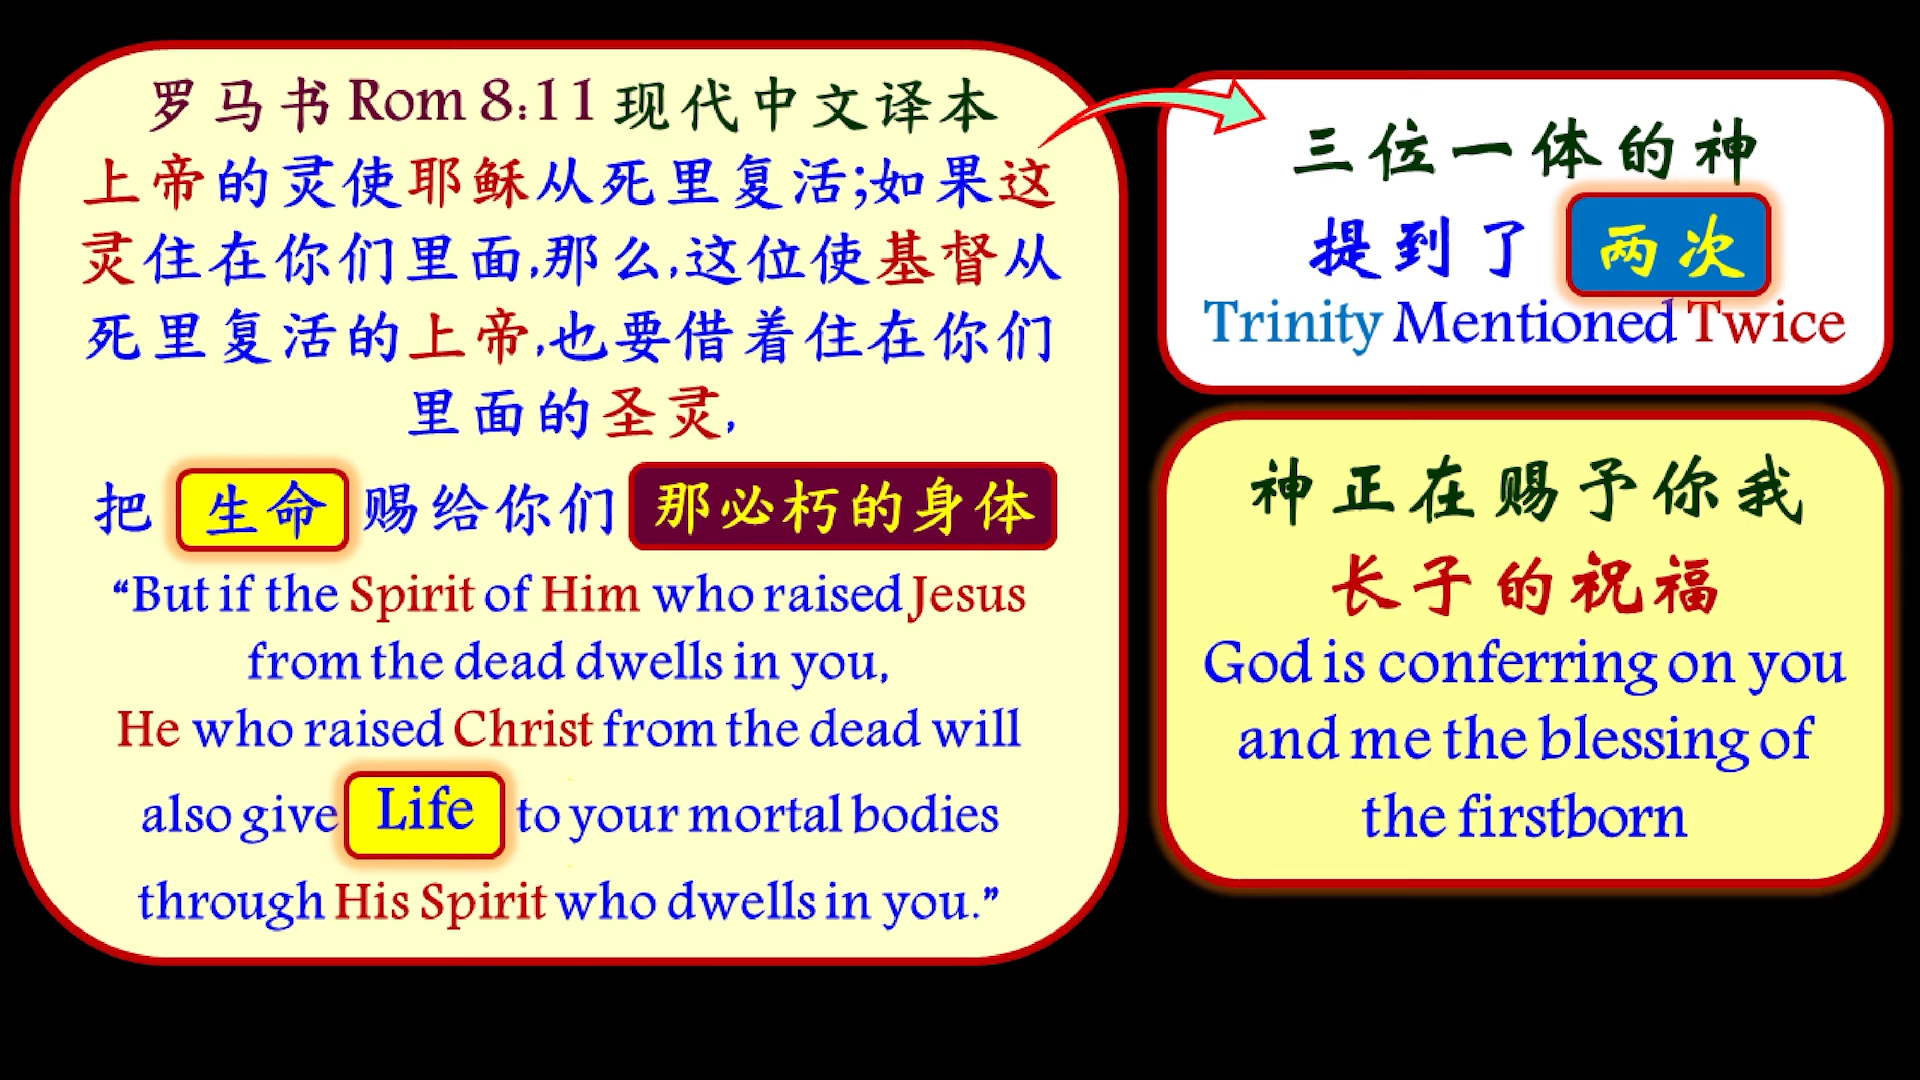 罗马书 Rom 8:11 现代中文译本
上帝的灵使耶稣从死里复活;如果这
灵住在你们里面,那么,这位使基督从
死里复活的上帝,也要借着住在你们
里面的圣灵,
把 生命 赐给你们 那必朽的身体
“But if the Spirit of Him who raised Jesus
from the dead dwells in you,
He who raised Christ from the dead will
also give Life to your mortal bodies
through His Spirit who dwells in you.”
三位一体的神
提到了 两次
Trinity Mentioned Twice
神正在赐予你我
长子的祝福
God is conferring on you
and me the blessing of
the firstborn